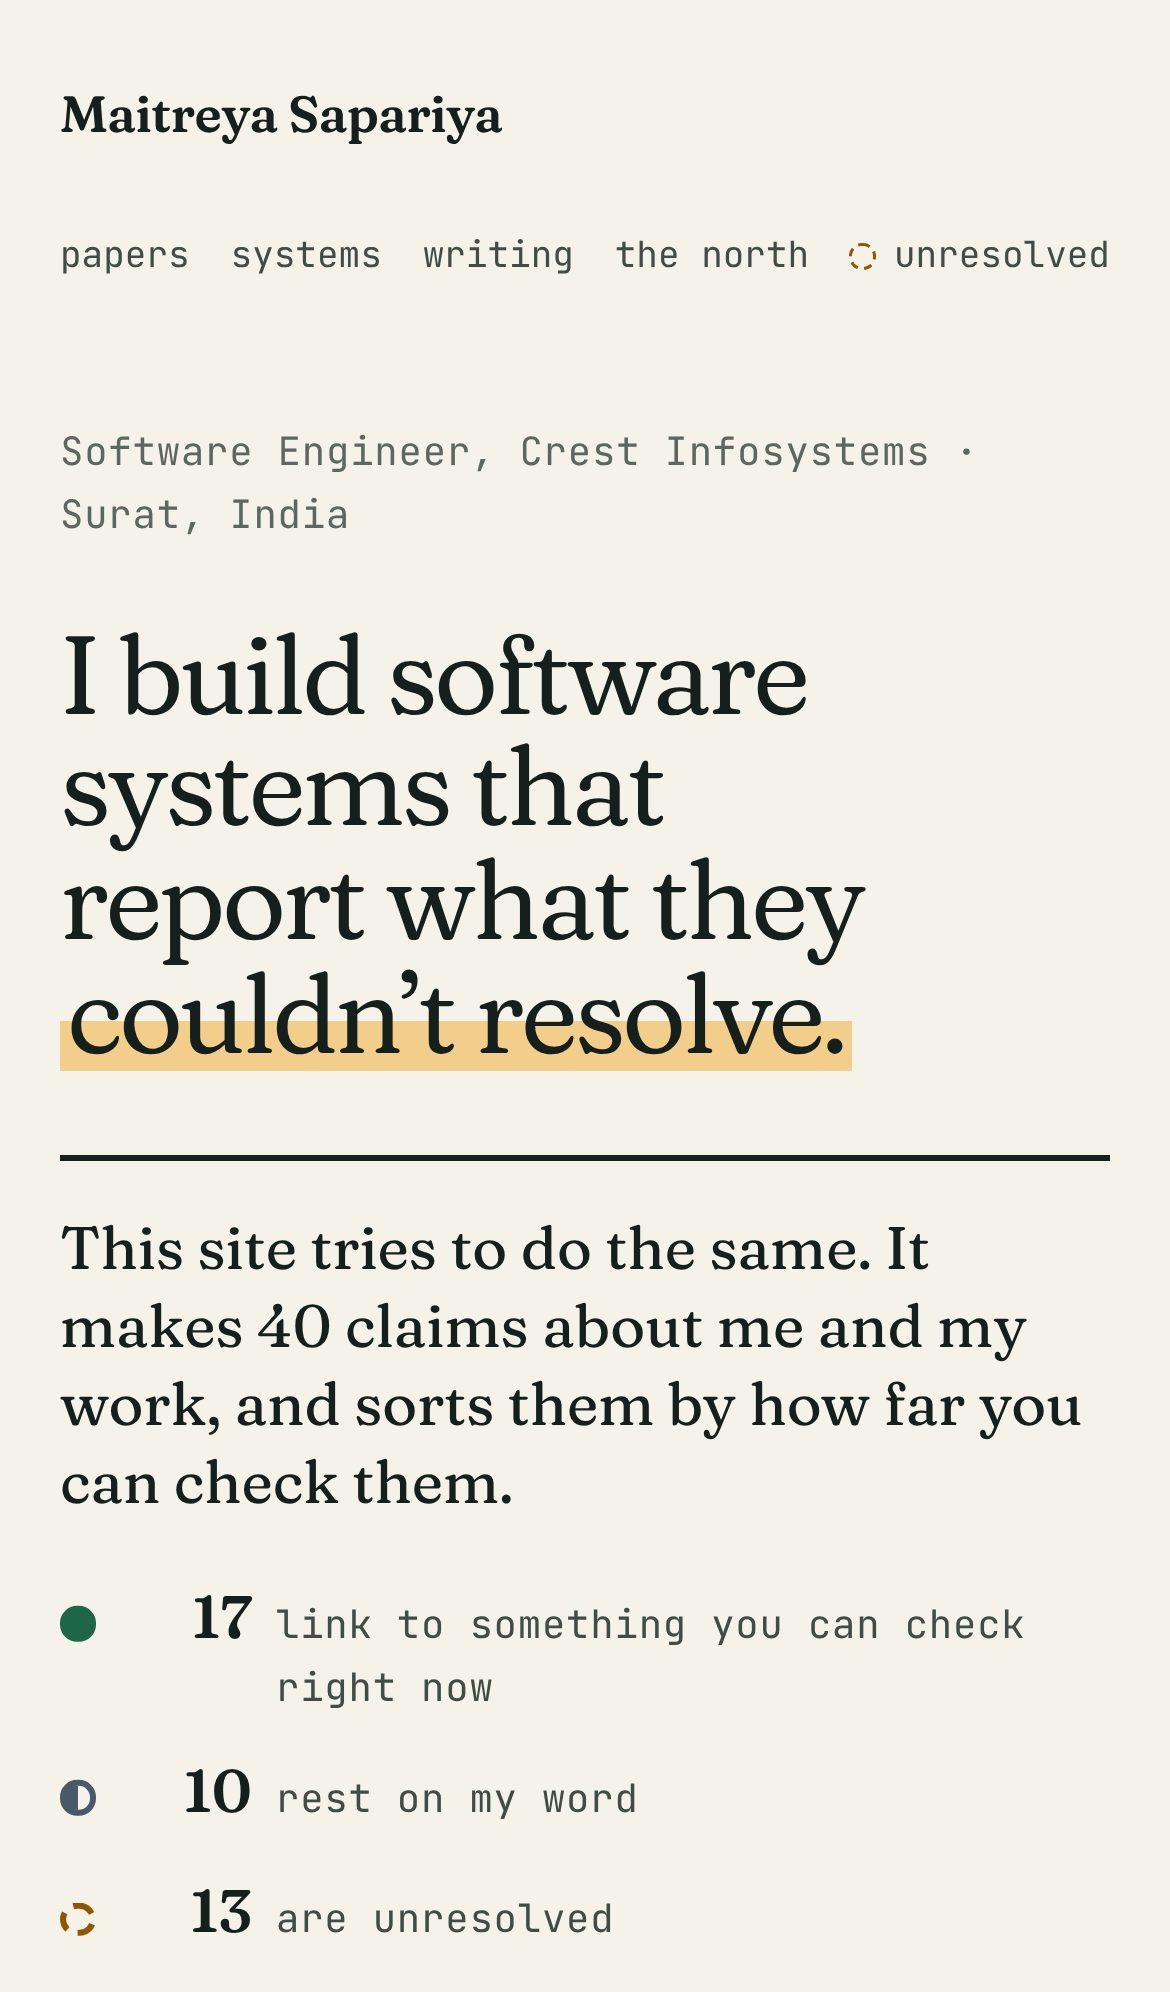 Maitreya Sapariya
papers systems writing the north unresolved
Software Engineer, Crest Infosystems ·
Surat, India
I build software
systems that
report what they
couldn’t resolve.
This site tries to do the same. It
makes 40 claims about me and my
work, and sorts them by how far you
can check them.
17 link to something you can check
right now
10 rest on my word
13 are unresolved